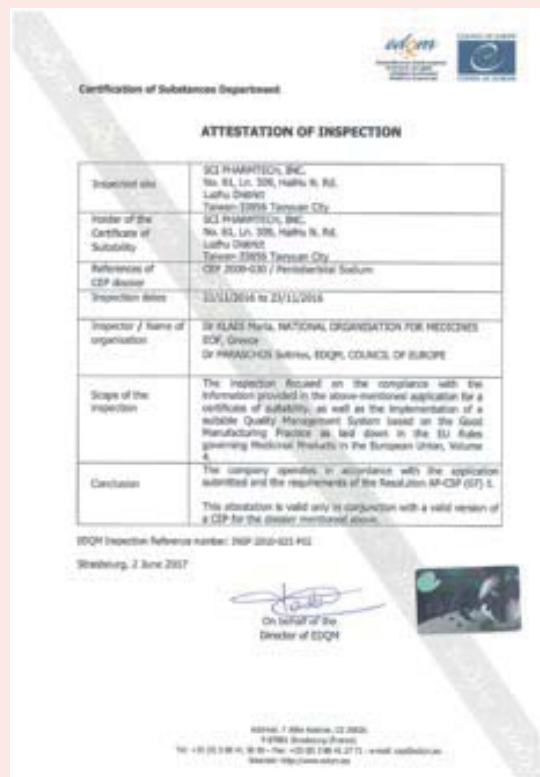 edqm
Certification of Substances Department
ATTESTATION OF INSPECTION
Inspected site
SCI PHARMTECH, INC.
No. 61, Ln. 309, Haihu N. Rd.
Luzhu District
Taiwan 33856 Taoyuan City
Holder of the Certificate of Suitability
SCI PHARMTECH, INC.
No. 61, Ln. 309, Haihu N. Rd.
Luzhu District
Taiwan 33856 Taoyuan City
References of CEP dossier
CEP 2009-030 / Pentobarbital Sodium
Inspection dates
to 23/11/2016
Inspector / Name of organisation
Dr Maria, NATIONAL ORGANISATION FOR MEDICINES
EOF, Greece
Dr PARASCHOS Sotirios, EDQM, COUNCIL OF EUROPE
Scope of the inspection
The inspection focused on the compliance with the
information provided in the above-mentioned application for a
certificate of suitability, as well as the implementation of a
suitable Quality Management System based on the Good
Manufacturing Practice as laid down in the EU Rules
governing Medicinal Products in the European Union, Volume
4.
Conclusion
The company operates in accordance with the application
submitted and the requirements of the Resolution AP-CSP (07) 1.
This attestation is valid only in conjunction with a valid version of
a CEP for the dossier mentioned above.
EDQM Inspection Reference number:
Strasbourg, 2 June 2017
On behalf of the
Director of EDQM